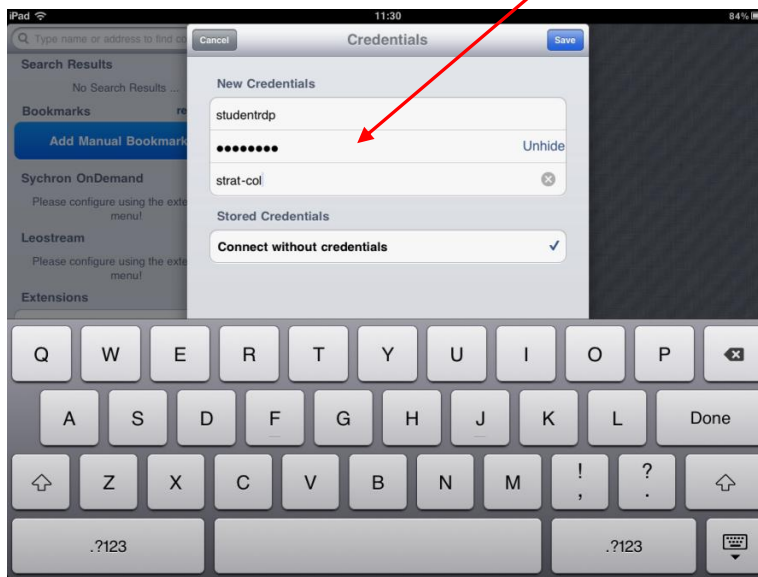 iPad 11:30 84%
Type name or address to find co
Cancel Credentials Save
Search Results
No Search Results ...
Bookmarks re
Add Manual Bookmark
Sychron OnDemand
Please configure using the exte
menu!
Leostream
Please configure using the exte
menu!
Extensions
New Credentials
studentrdp
●●●●●●●● Unhide
strat-col
Stored Credentials
Connect without credentials ✓
Q W E R T Y U I O P
A S D F G H J K L Done
Z X C V B N M ! , ? .
.?123 .?123